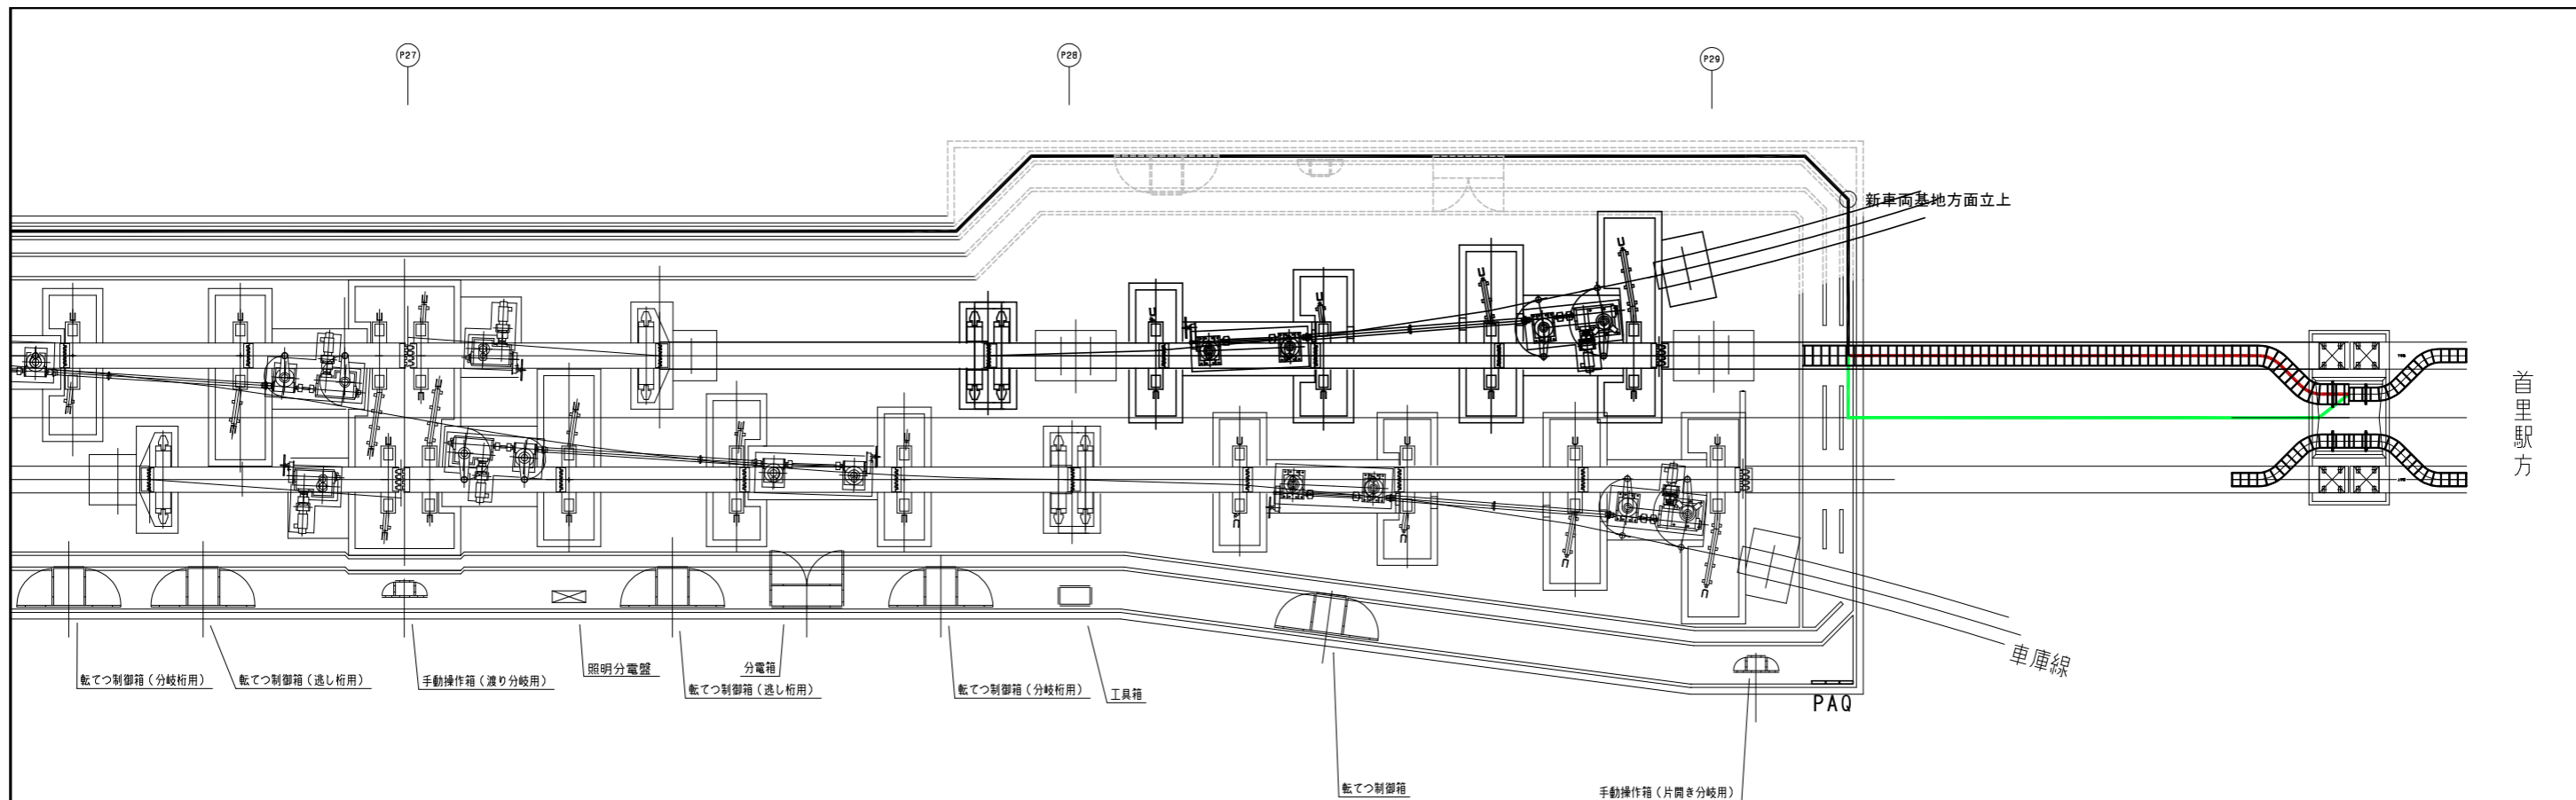 P27
P28
P29
新車両基地方面立上
首里駅方
車庫線
転てつ制御箱(分岐桁用)
転てつ制御箱(逃し桁用)
手動操作箱(渡り分岐用)
照明分電盤
転てつ制御箱(逃し桁用)
分電箱
転てつ制御箱(分岐桁用)
工具箱
PAQ
転てつ制御箱
手動操作箱(片開き分岐用)